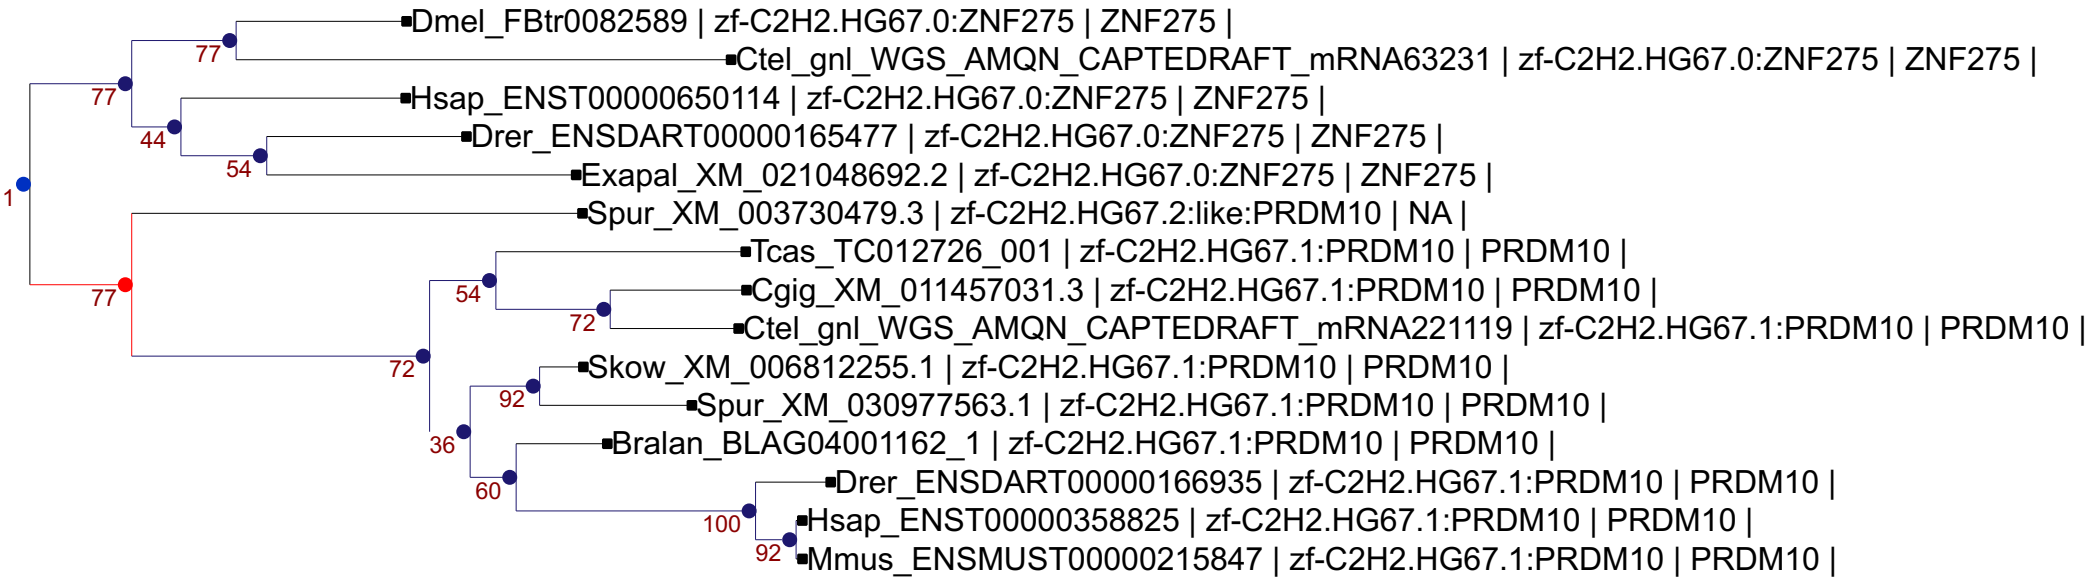 Dmel_FBtr0082589 | zf-C2H2.HG67.0:ZNF275 | ZNF275 |
77
Ctel_gnl_WGS_AMQN_CAPTEDRAFT_mRNA63231 | zf-C2H2.HG67.0:ZNF275 | ZNF275 |
77
Hsap_ENST00000650114 | zf-C2H2.HG67.0:ZNF275 | ZNF275 |
44
Drer_ENSDART00000165477 | zf-C2H2.HG67.0:ZNF275 | ZNF275 |
54
Exapal_XM_021048692.2 | zf-C2H2.HG67.0:ZNF275 | ZNF275 |
1
Spur_XM_003730479.3 | zf-C2H2.HG67.2:like:PRDM10 | NA |
Tcas_TC012726_001 | zf-C2H2.HG67.1:PRDM10 | PRDM10 |
77
54
Cgig_XM_011457031.3 | zf-C2H2.HG67.1:PRDM10 | PRDM10 |
72
Ctel_gnl_WGS_AMQN_CAPTEDRAFT_mRNA221119 | zf-C2H2.HG67.1:PRDM10 | PRDM10 |
72
Skow_XM_006812255.1 | zf-C2H2.HG67.1:PRDM10 | PRDM10 |
92
Spur_XM_030977563.1 | zf-C2H2.HG67.1:PRDM10 | PRDM10 |
36
Bralan_BLAG04001162_1 | zf-C2H2.HG67.1:PRDM10 | PRDM10 |
60
Drer_ENSDART00000166935 | zf-C2H2.HG67.1:PRDM10 | PRDM10 |
100
Hsap_ENST00000358825 | zf-C2H2.HG67.1:PRDM10 | PRDM10 |
92
Mmus_ENSMUST00000215847 | zf-C2H2.HG67.1:PRDM10 | PRDM10 |